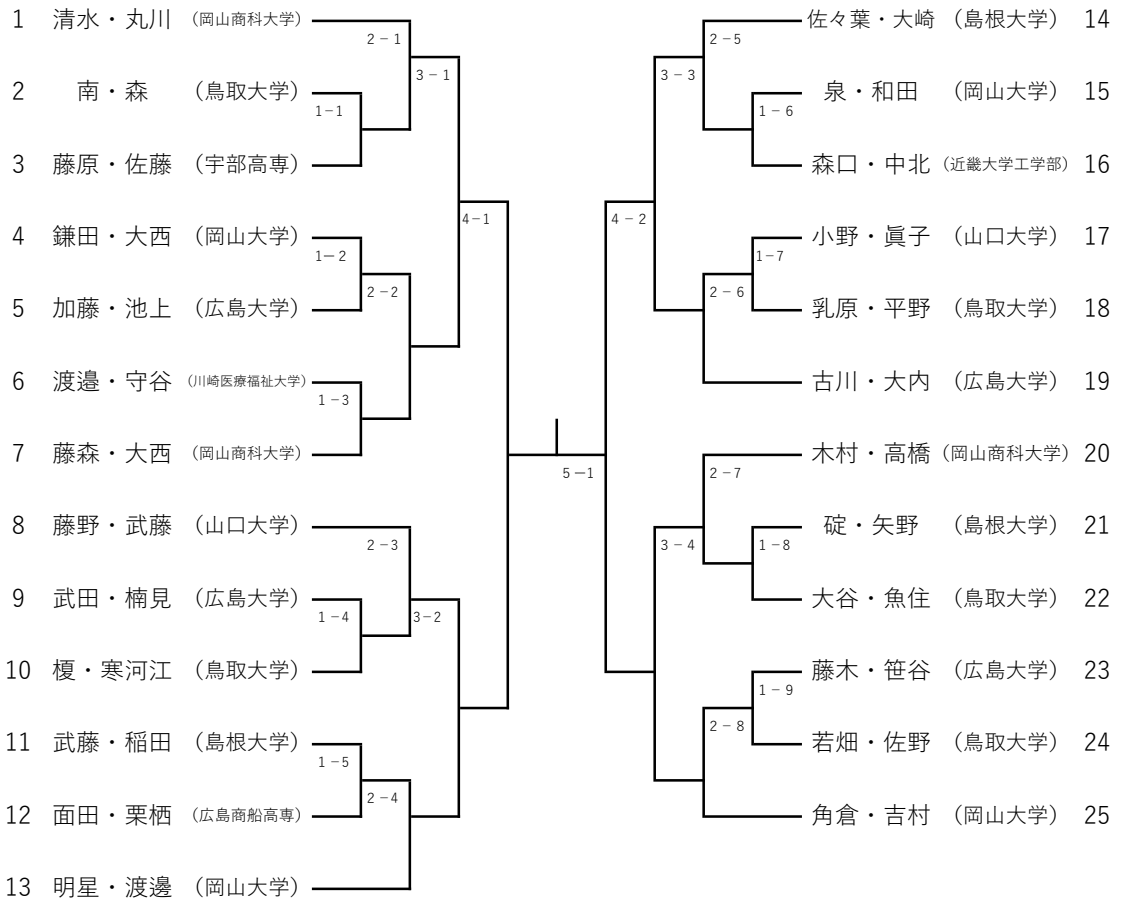 1 清水・丸川 (岡山商科大学)
2－1
3－1
2 南・森 (鳥取大学)
1－1
3 藤原・佐藤 (宇部高専)
4－1
4 鎌田・大西 (岡山大学)
1－2
2－2
5 加藤・池上 (広島大学)
6 渡邉・守谷 (川崎医療福祉大学)
1－3
7 藤森・大西 (岡山商科大学)
8 藤野・武藤 (山口大学)
2－3
9 武田・楠見 (広島大学)
1－4
3－2
10 榎・寒河江 (鳥取大学)
11 武藤・稲田 (島根大学)
1－5
2－4
12 面田・栗栖 (広島商船高専)
13 明星・渡邊 (岡山大学)
5－1
佐々葉・大崎 (島根大学) 14
2－5
3－3
泉・和田 (岡山大学) 15
1－6
森口・中北 (近畿大学工学部) 16
4－2
小野・眞子 (山口大学) 17
1－7
2－6
乳原・平野 (鳥取大学) 18
古川・大内 (広島大学) 19
木村・高橋 (岡山商科大学) 20
2－7
碇・矢野 (島根大学) 21
3－4
1－8
大谷・魚住 (鳥取大学) 22
藤木・笹谷 (広島大学) 23
1－9
2－8
若畑・佐野 (鳥取大学) 24
角倉・吉村 (岡山大学) 25